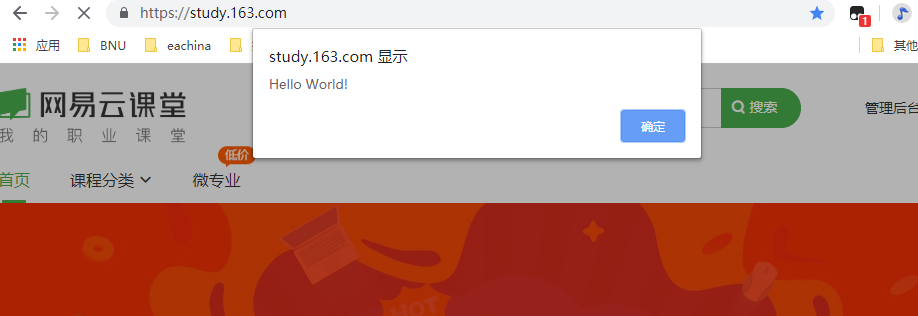 https://study.163.com
1
应用 BNU eachina 其他
study.163.com 显示
Hello World!
确定
网易云课堂
我的职业课堂
搜索
管理后台
低价
首页 课程分类 微专业
HOT